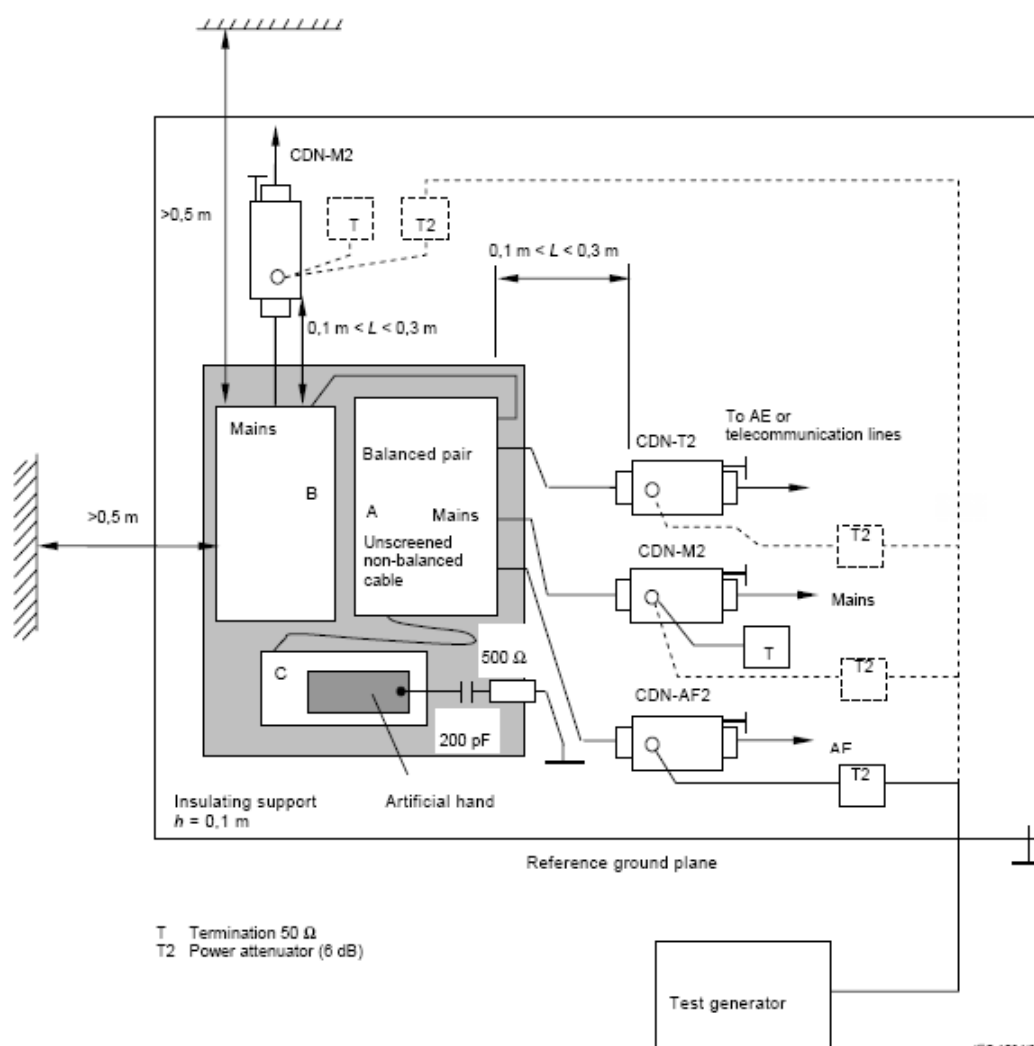 CDN-M2
>0,5 m
T
T2
0,1 m < L < 0,3 m
0,1 m < L < 0,3 m
Mains
B
Balanced pair
A
Mains
Unscreened
non-balanced
cable
To AE or
telecommunication lines
CDN-T2
T2
>0,5 m
CDN-M2
Mains
T
T2
500 Ω
C
200 pF
CDN-AF2
AE
T2
Insulating support
h = 0,1 m
Artificial hand
Reference ground plane
T Termination 50 Ω
T2 Power attenuator (6 dB)
Test generator